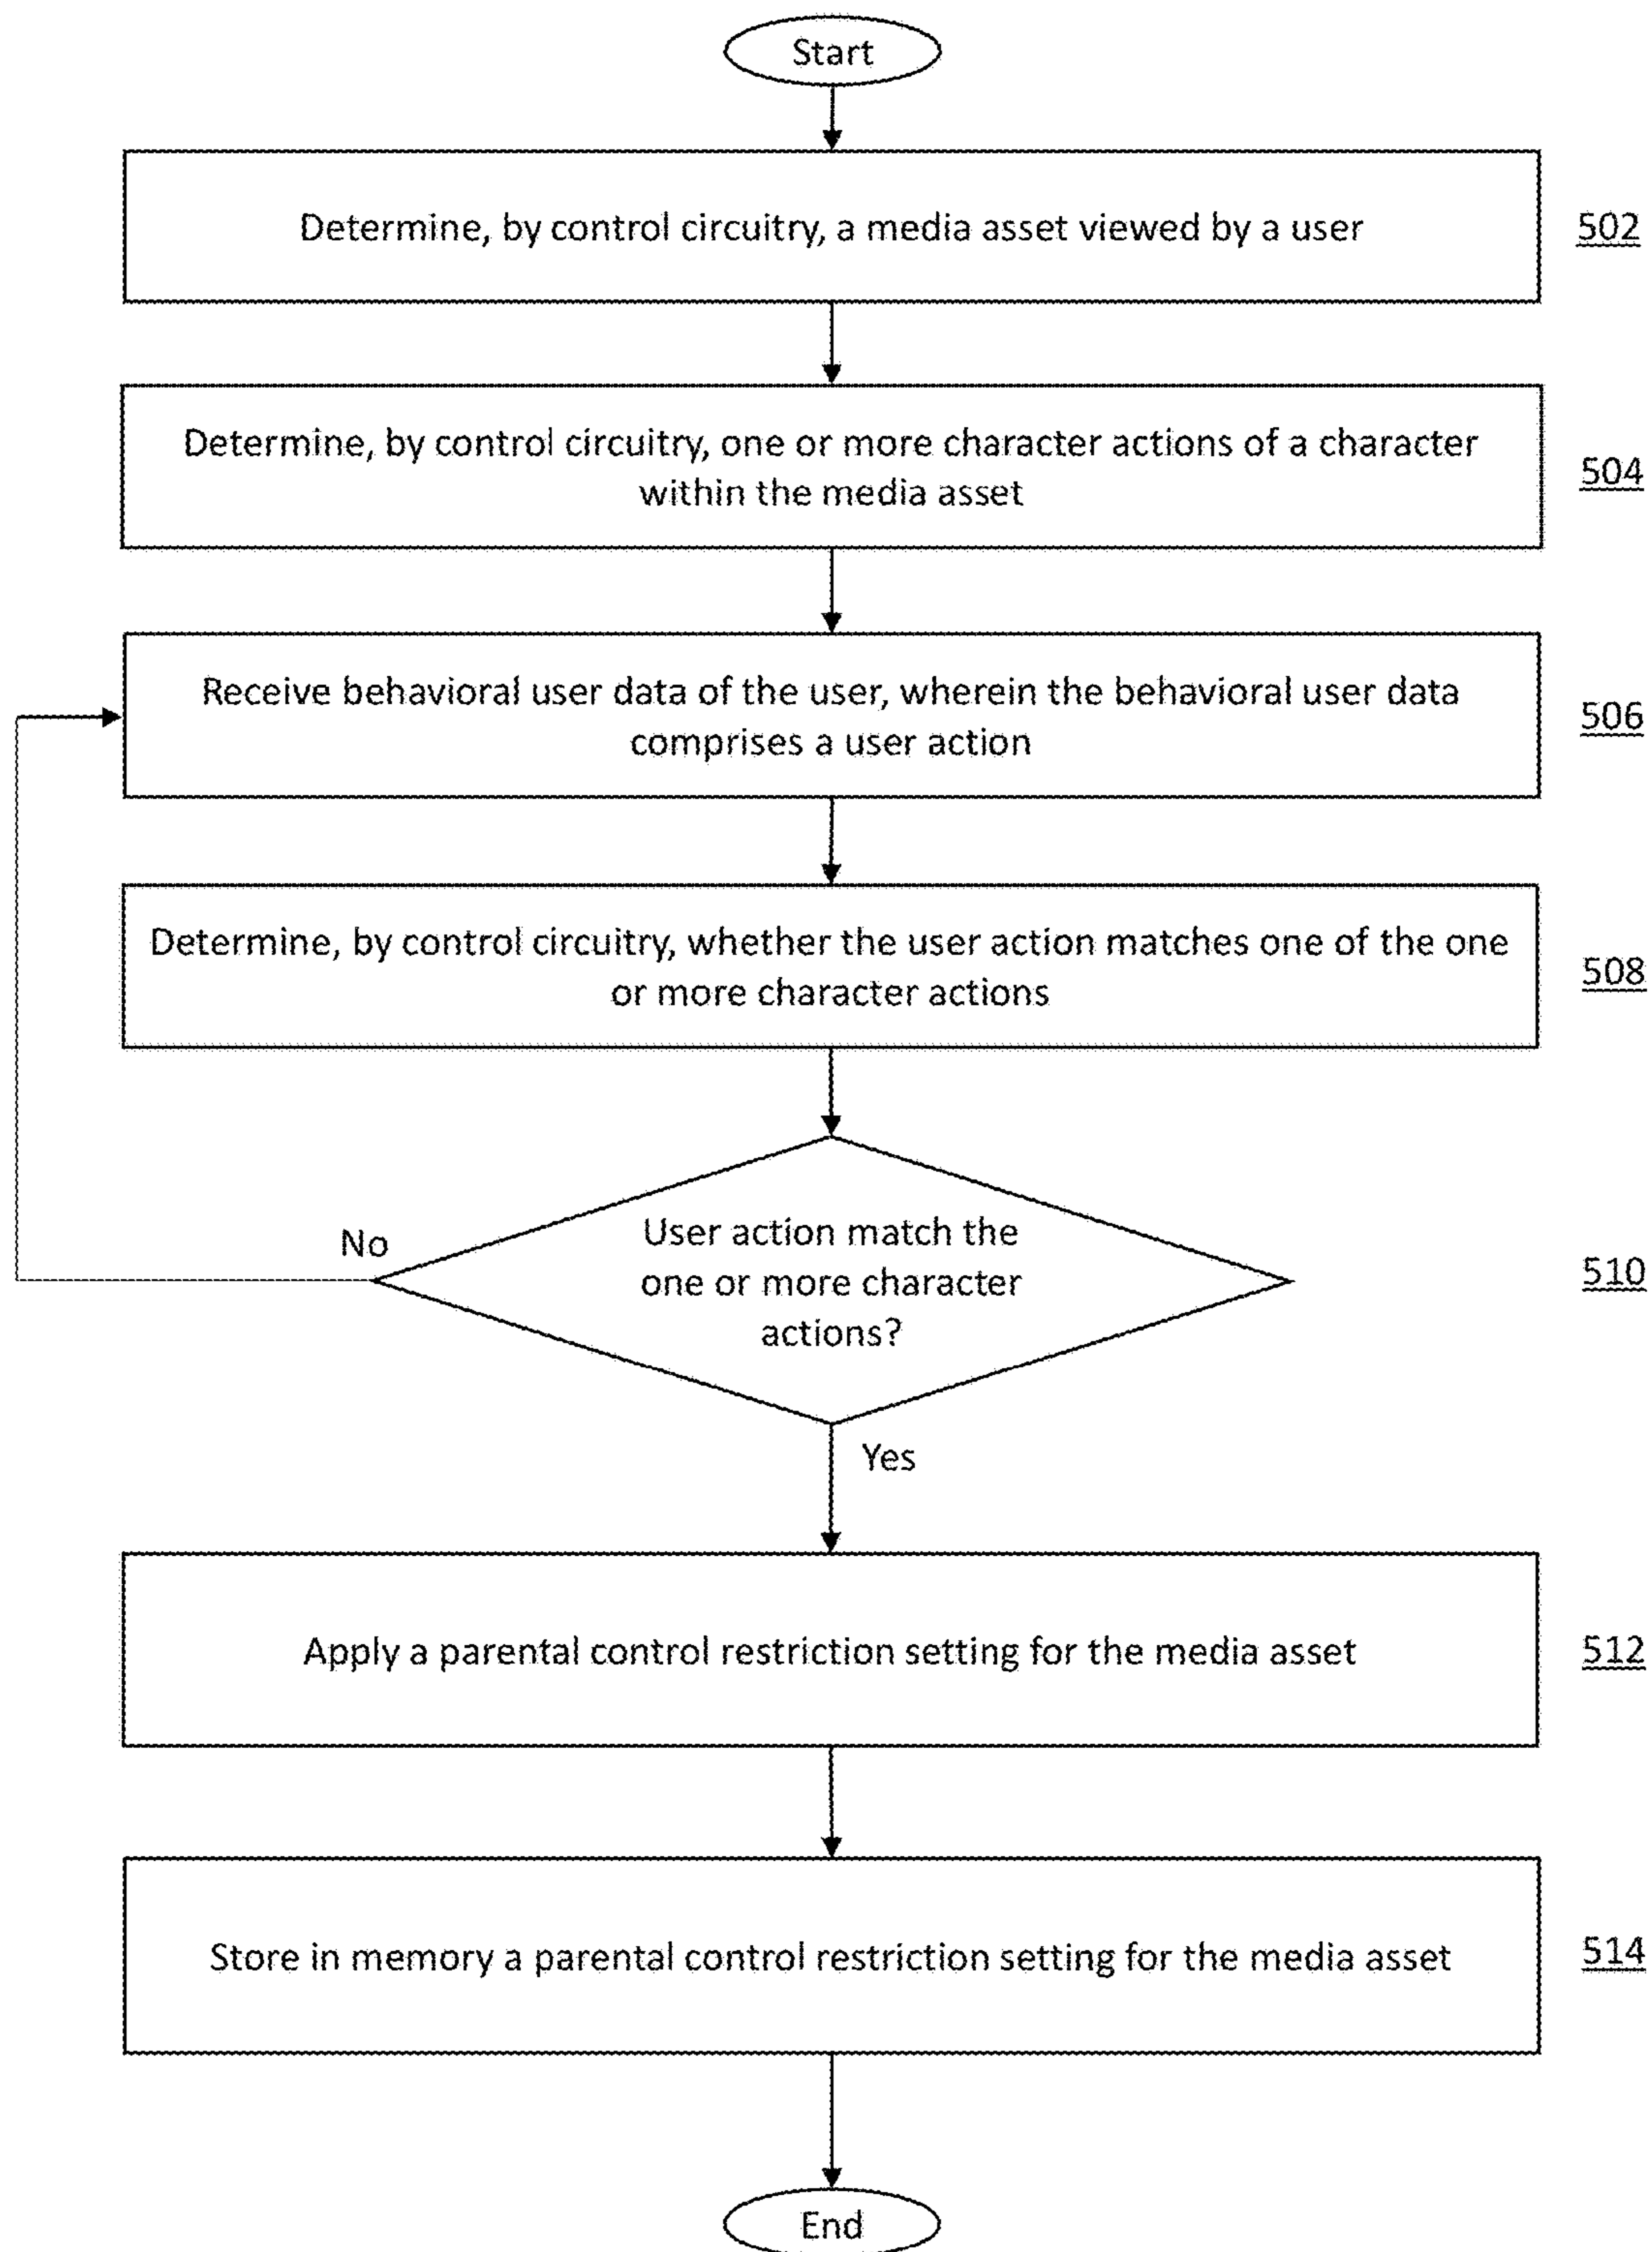 Start
Determine, by control circuitry, a media asset viewed by a user
502
Determine, by control circuitry, one or more character actions of a character
within the media asset
504
Receive behavioral user data of the user, wherein the behavioral user data
comprises a user action
506
Determine, by control circuitry, whether the user action matches one of the one
or more character actions
508
No
User action match the
one or more character
actions?
510
Yes
Apply a parental control restriction setting for the media asset
512
Store in memory a parental control restriction setting for the media asset
514
End